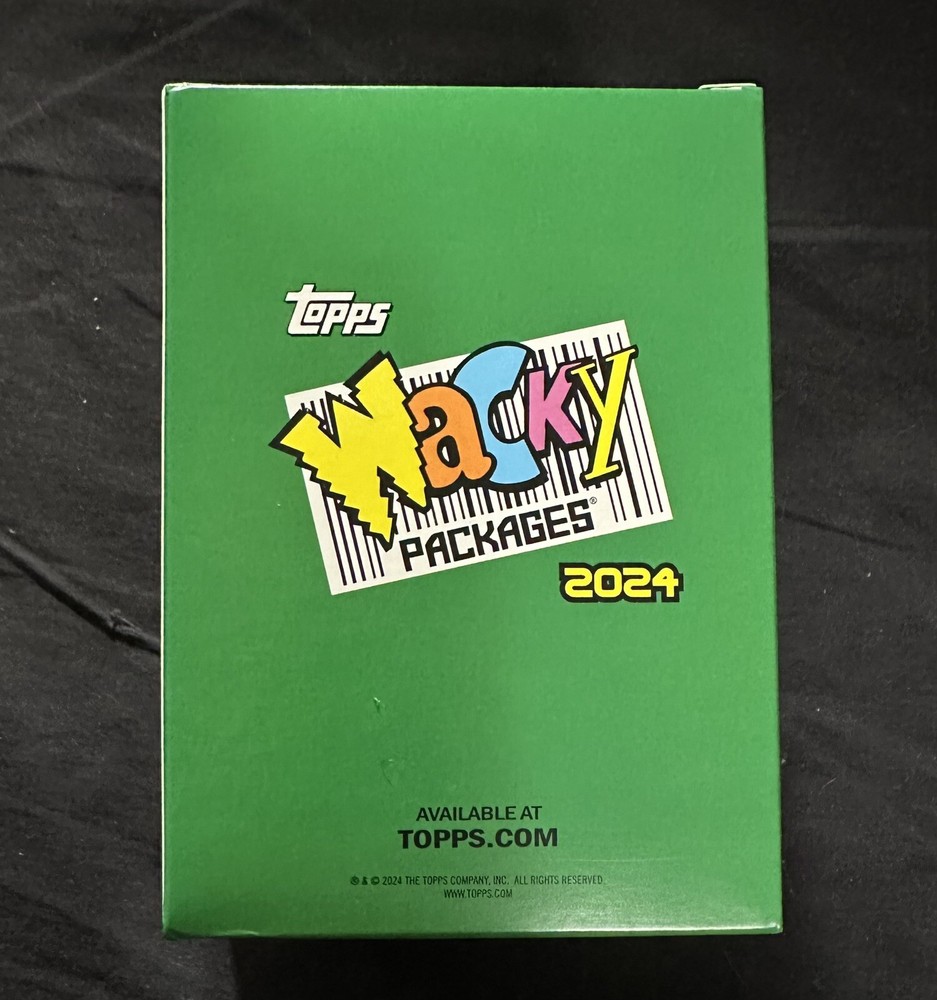 topps
Wacky
PACKAGES®
2024
AVAILABLE AT
TOPPS.COM
® & © 2024 THE TOPPS COMPANY, INC. ALL RIGHTS RESERVED.
WWW.TOPPS.COM